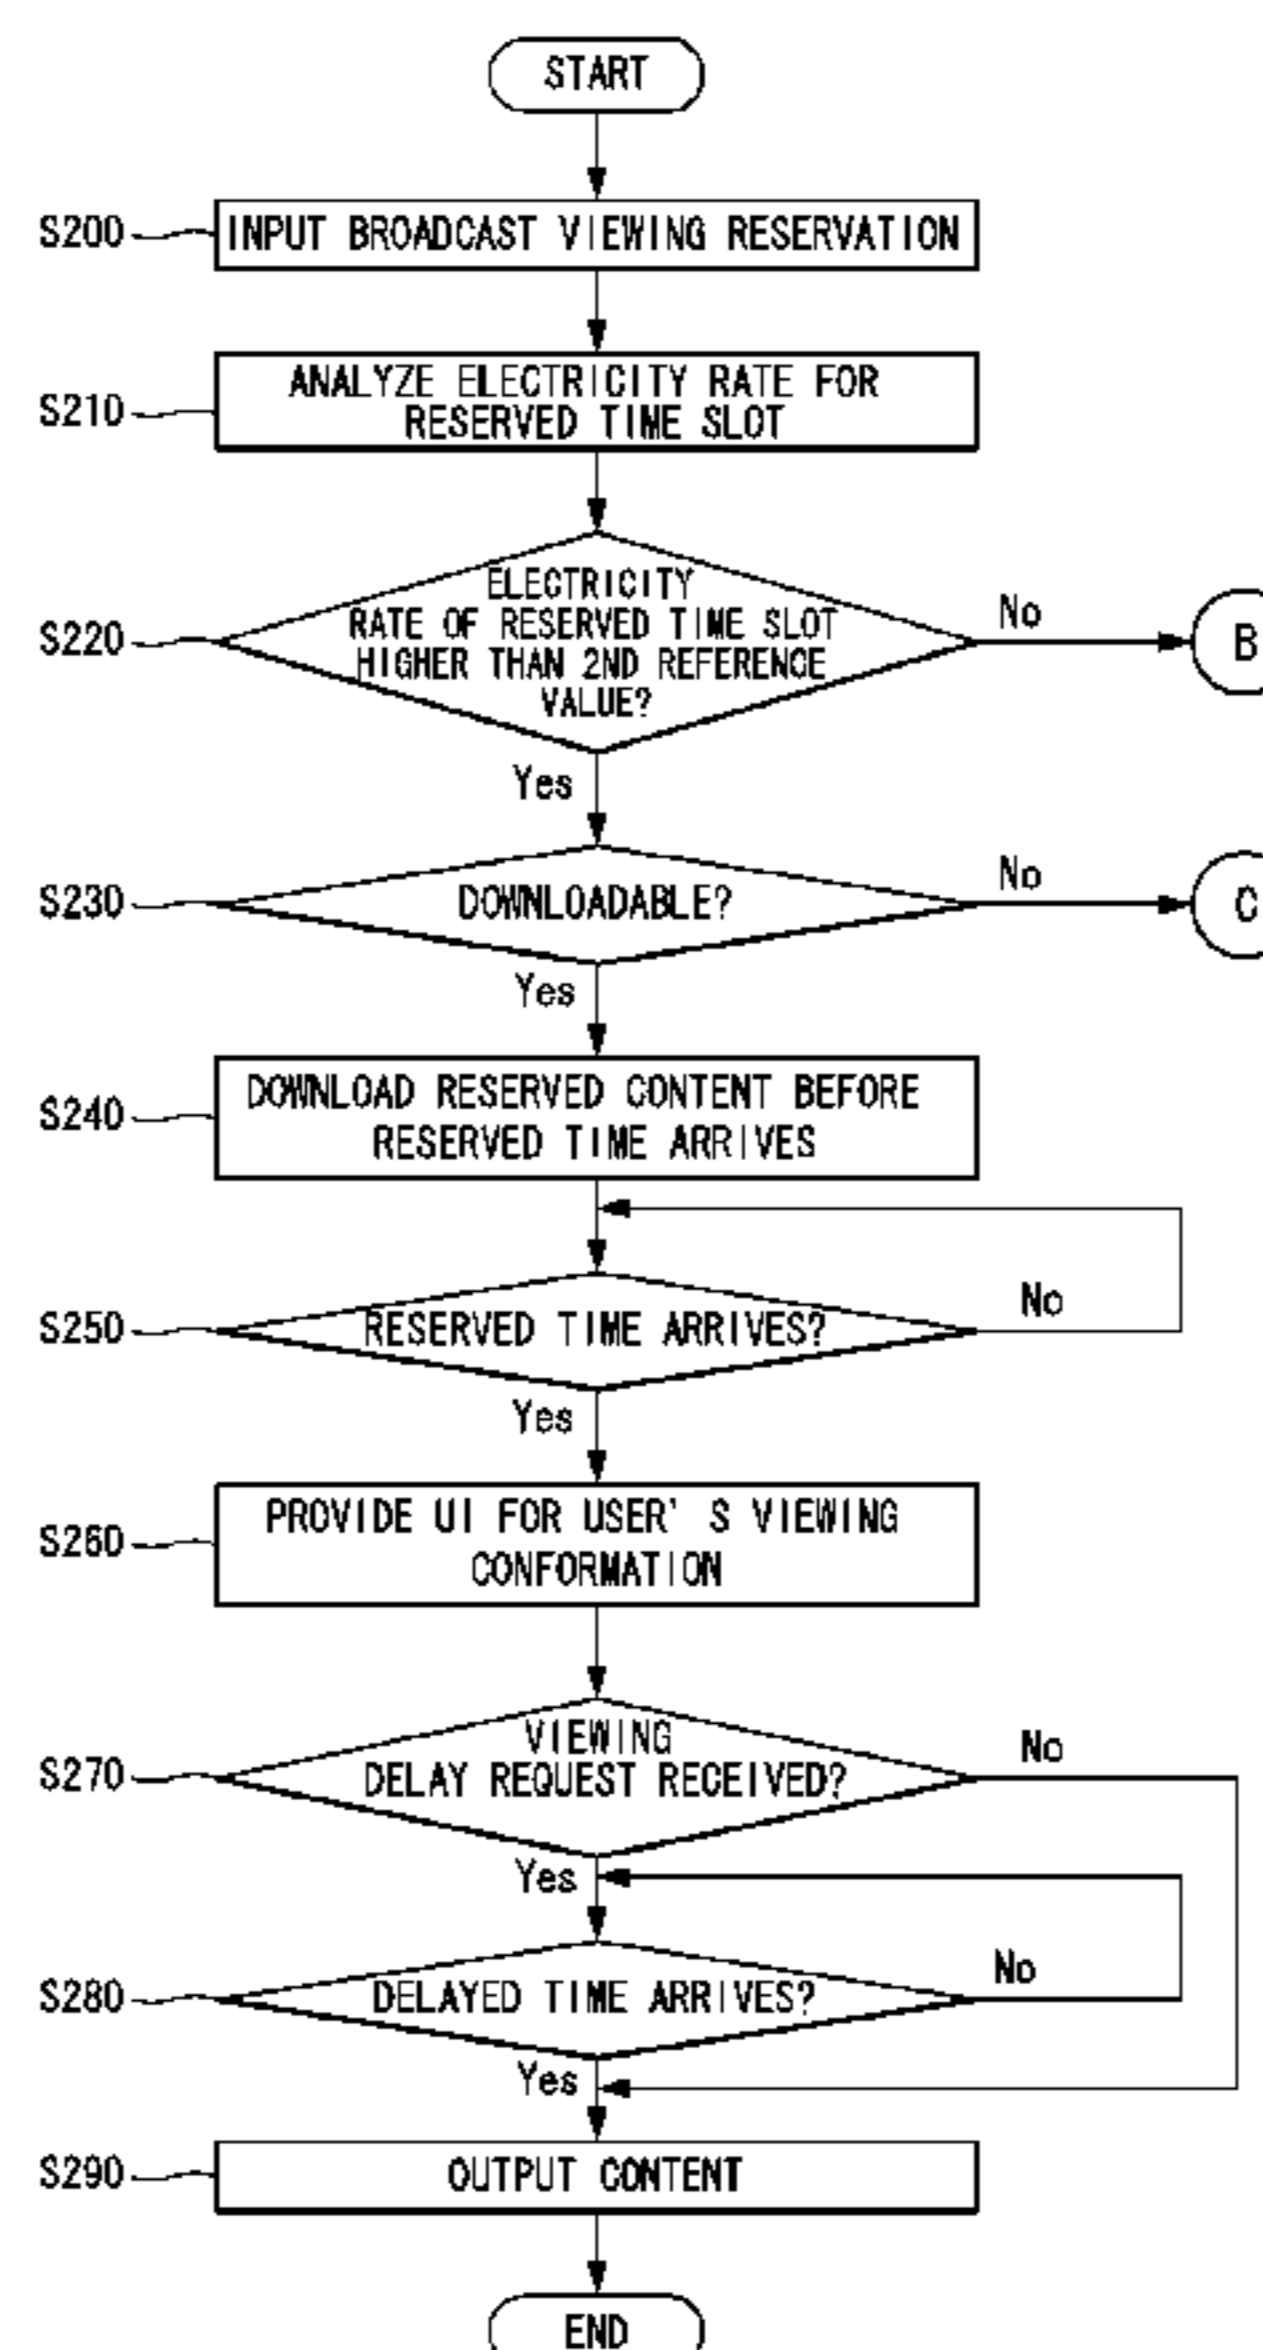 START
S200
INPUT BROADCAST VIEWING RESERVATION
S210
ANALYZE ELECTRICITY RATE FOR
RESERVED TIME SLOT
S220
ELECTRICITY
RATE OF RESERVED TIME SLOT
HIGHER THAN 2ND REFERENCE
VALUE?
No
B
Yes
S230
DOWNLOADABLE?
No
C
Yes
S240
DOWNLOAD RESERVED CONTENT BEFORE
RESERVED TIME ARRIVES
S250
RESERVED TIME ARRIVES?
No
Yes
S260
PROVIDE UI FOR USER' S VIEWING
CONFORMATION
S270
VIEWING
DELAY REQUEST RECEIVED?
No
Yes
S280
DELAYED TIME ARRIVES?
No
Yes
S290
OUTPUT CONTENT
END